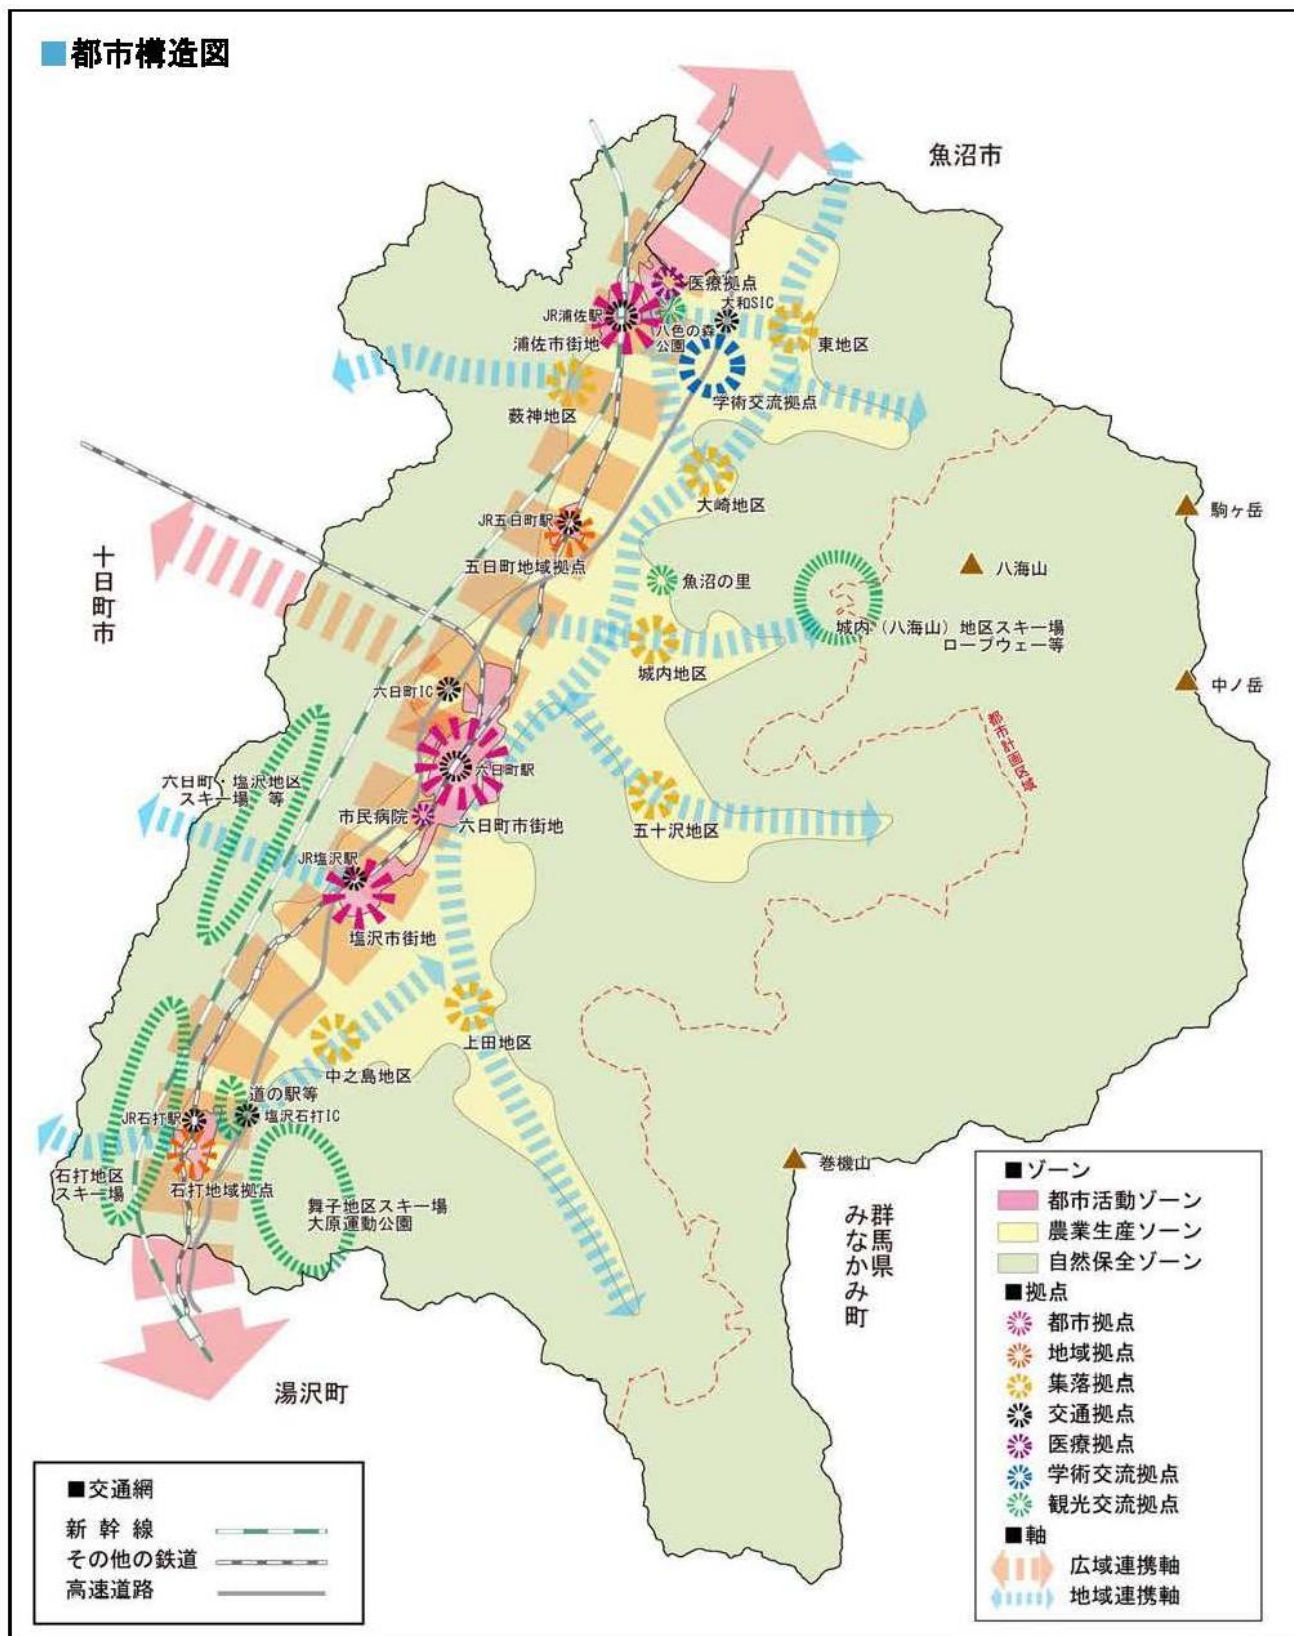 ■都市構造図
魚沼市
医療拠点
大和SIC
JR浦佐駅
八色の森
公園
浦佐市街地
東地区
学術交流拠点
薮神地区
大崎地区
駒ヶ岳
JR五日町駅
八海山
五日町地域拠点
魚沼の里
十日町市
城内（八海山）地区スキー場
ロープウェー等
城内地区
六日町IC
中ノ岳
都市計画区域
六日町駅
六日町・塩沢地区
スキー場　等
市民病院
六日町市街地
五十沢地区
JR塩沢駅
塩沢市街地
上田地区
中之島地区
道の駅等
JR石打駅
塩沢石打IC
巻機山
石打地区
スキー場
石打地域拠点
舞子地区スキー場
大原運動公園
群馬県
みなかみ町
湯沢町
■ゾーン
都市活動ゾーン
農業生産ゾーン
自然保全ゾーン
■拠点
都市拠点
地域拠点
集落拠点
交通拠点
医療拠点
学術交流拠点
観光交流拠点
■軸
広域連携軸
地域連携軸
■交通網
新幹線
その他の鉄道
高速道路